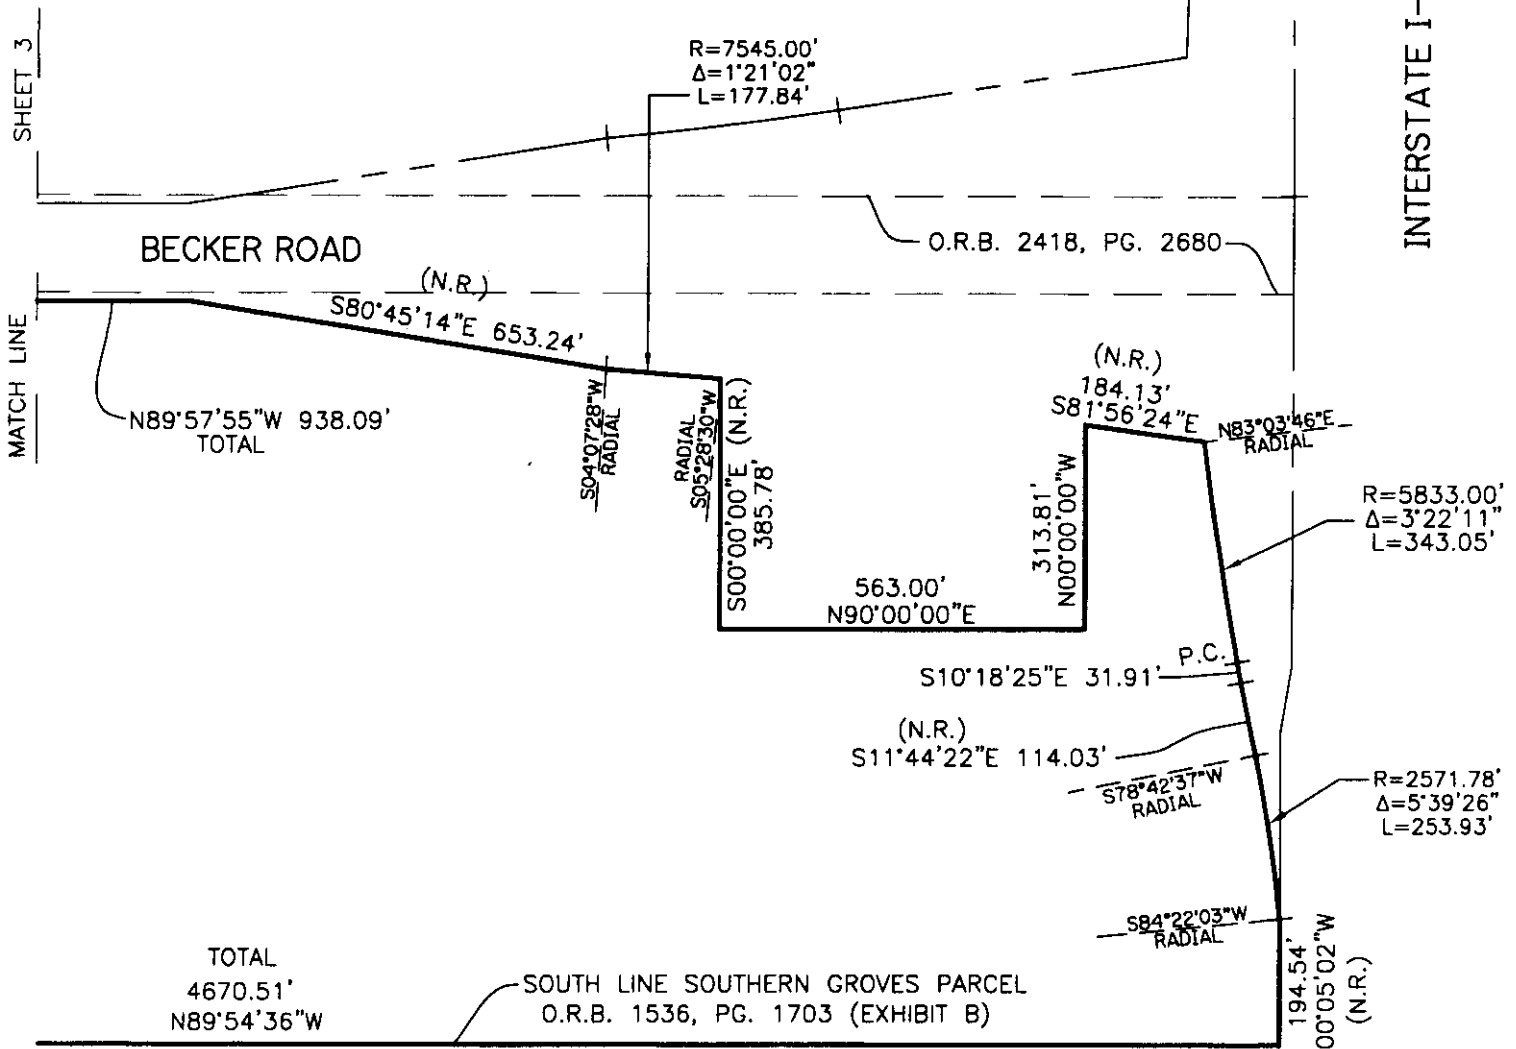 SHEET 3
MATCH LINE
R=7545.00'
Δ=1°21'02"
L=177.84'
INTERSTATE I-
BECKER ROAD
O.R.B. 2418, PG. 2680
(N.R.)
S80°45'14"E 653.24'
N89°57'55"W 938.09'
TOTAL
S04°07'28"W
RADIAL
RADIAL
S05°28'30"W
S00°00'00"E (N.R.)
385.78'
563.00'
N90°00'00"E
313.81'
N00°00'00"W
(N.R.)
184.13'
S81°56'24"E
N83°03'46"E
RADIAL
R=5833.00'
Δ=3°22'11"
L=343.05'
P.C.
S10°18'25"E 31.91'
(N.R.)
S11°44'22"E 114.03'
S78°42'37"W
RADIAL
R=2571.78'
Δ=5°39'26"
L=253.93'
S84°22'03"W
RADIAL
194.54'
00°05'02"W
(N.R.)
TOTAL
4670.51'
N89°54'36"W
SOUTH LINE SOUTHERN GROVES PARCEL
O.R.B. 1536, PG. 1703 (EXHIBIT B)